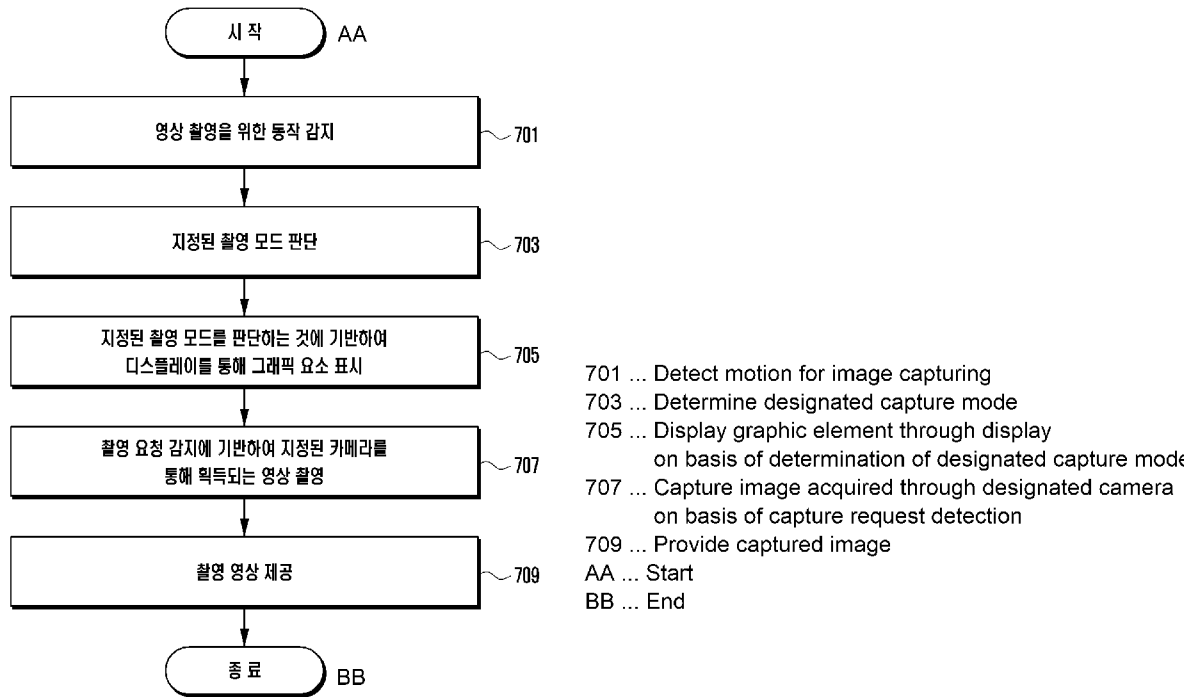 시 작
AA
영상 촬영을 위한 동작 감지
701
지정된 촬영 모드 판단
703
지정된 촬영 모드를 판단하는 것에 기반하여
디스플레이를 통해 그래픽 요소 표시
705
촬영 요청 감지에 기반하여 지정된 카메라를
통해 획득되는 영상 촬영
707
촬영 영상 제공
709
종 료
BB
701 ... Detect motion for image capturing
703 ... Determine designated capture mode
705 ... Display graphic element through display
on basis of determination of designated capture mode
707 ... Capture image acquired through designated camera
on basis of capture request detection
709 ... Provide captured image
AA ... Start
BB ... End